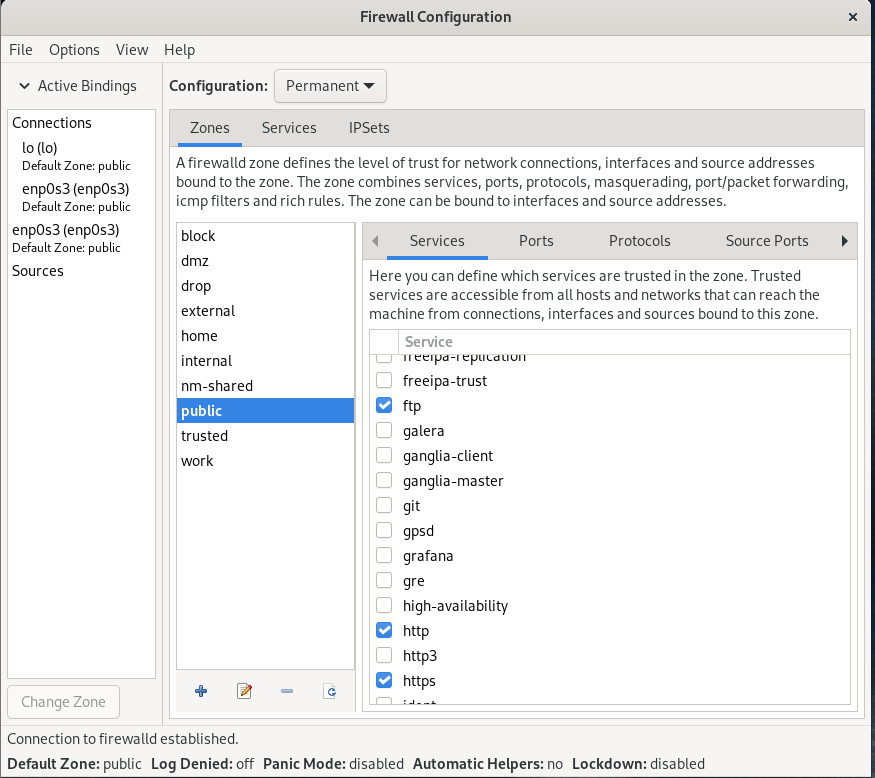 Firewall Configuration
File Options View Help
Active Bindings
Configuration: Permanent
Connections
lo (lo)
Default Zone: public
enp0s3 (enp0s3)
Default Zone: public
enp0s3 (enp0s3)
Default Zone: public
Sources
Change Zone
Zones Services IPSets
A firewalld zone defines the level of trust for network connections, interfaces and source addresses
bound to the zone. The zone combines services, ports, protocols, masquerading, port/packet forwarding,
icmp filters and rich rules. The zone can be bound to interfaces and source addresses.
block
dmz
drop
external
home
internal
nm-shared
public
trusted
work
Services Ports Protocols Source Ports
Here you can define which services are trusted in the zone. Trusted
services are accessible from all hosts and networks that can reach the
machine from connections, interfaces and sources bound to this zone.
Service
freeipa-replication
freeipa-trust
ftp
galera
ganglia-client
ganglia-master
git
gpsd
grafana
gre
high-availability
http
http3
https
Connection to firewalld established.
Default Zone: public Log Denied: off Panic Mode: disabled Automatic Helpers: no Lockdown: disabled